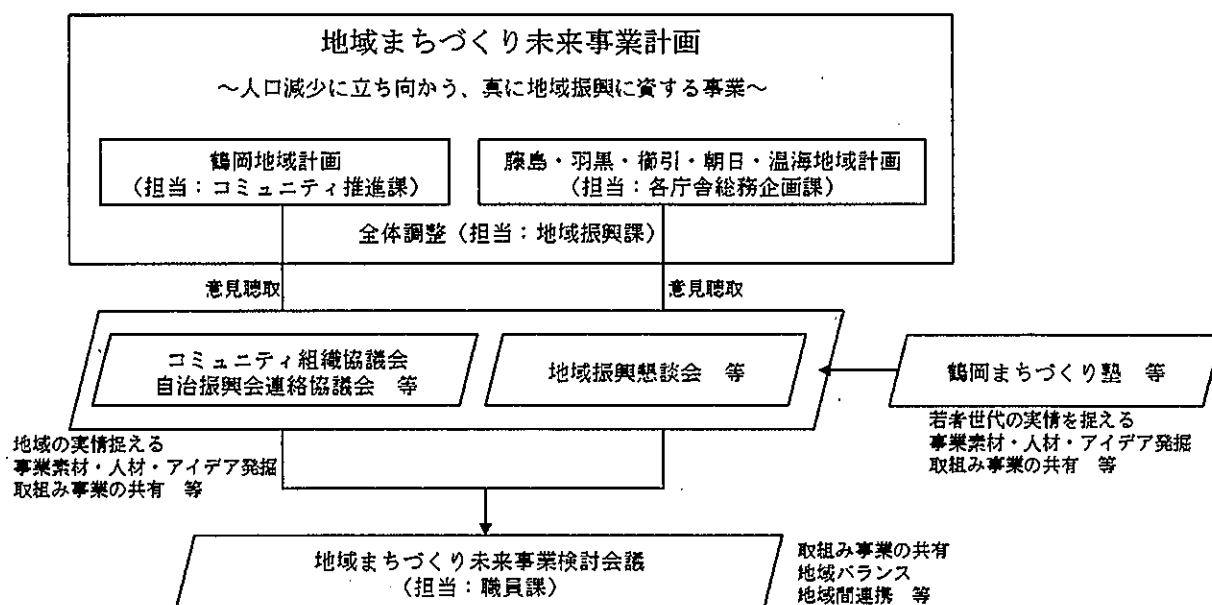 地域まちづくり未来事業計画
～人口減少に立ち向かう、真に地域振興に資する事業～
鶴岡地域計画
（担当：コミュニティ推進課）
藤島・羽黒・櫛引・朝日・温海地域計画
（担当：各庁舎総務企画課）
全体調整（担当：地域振興課）
意見聴取
意見聴取
コミュニティ組織協議会
自治振興会連絡協議会　等
地域振興懇談会　等
鶴岡まちづくり塾　等
地域の実情捉える
事業素材・人材・アイデア発掘
取組み事業の共有　等
若者世代の実情を捉える
事業素材・人材・アイデア発掘
取組み事業の共有　等
地域まちづくり未来事業検討会議
（担当：職員課）
取組み事業の共有
地域バランス
地域間連携　等